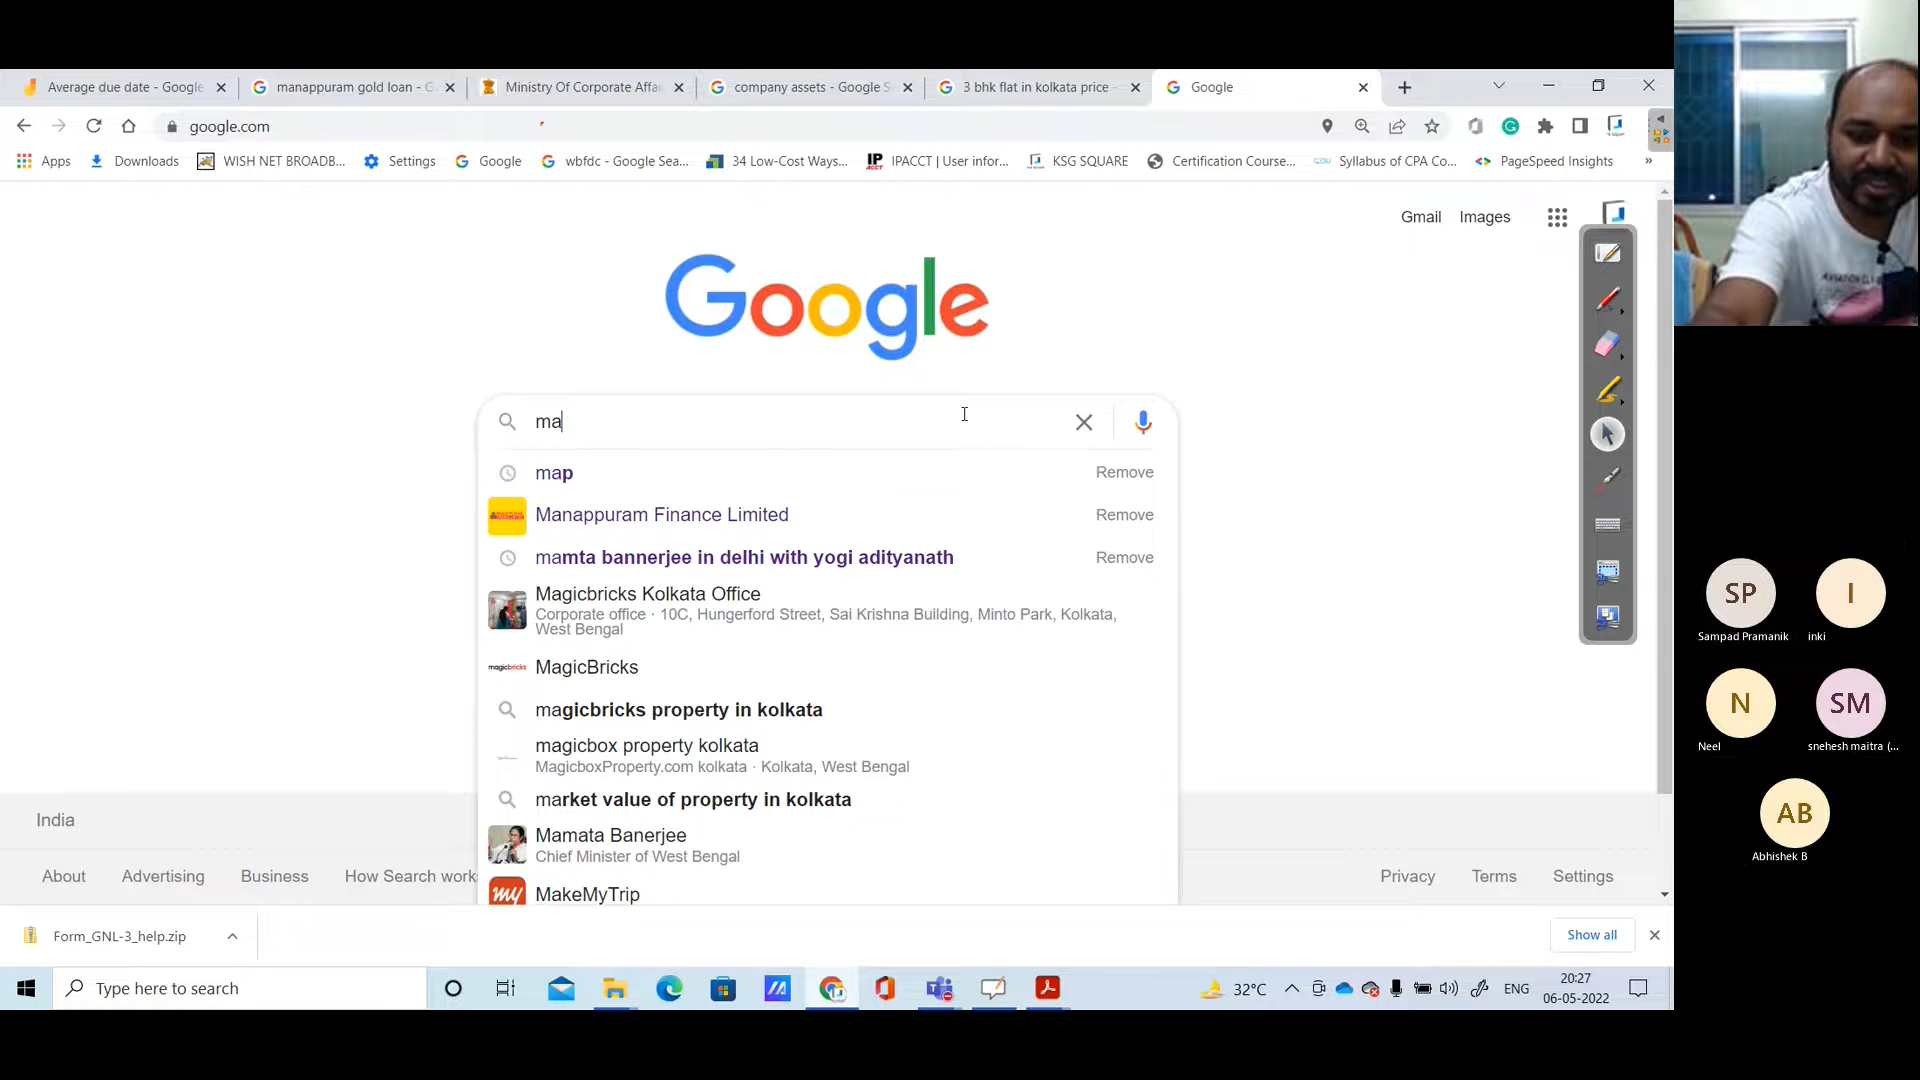 Average due date - Google
manappuram gold loan - G
Ministry Of Corporate Affai
company assets - Google S
3 bhk flat in kolkata price -
Google
google.com
Apps
Downloads
WISH NET BROADB...
Settings
Google
wbfdc - Google Sea...
34 Low-Cost Ways...
IPACCT | User infor...
KSG SQUARE
Certification Course...
Syllabus of CPA Co...
PageSpeed Insights
»
Gmail
Images
Google
ma
map
Remove
Manappuram Finance Limited
Remove
mamta bannerjee in delhi with yogi adityanath
Remove
Magicbricks Kolkata Office
Corporate office · 10C, Hungerford Street, Sai Krishna Building, Minto Park, Kolkata,
West Bengal
magicbricks
MagicBricks
magicbricks property in kolkata
magicbox property kolkata
MagicboxProperty.com kolkata · Kolkata, West Bengal
market value of property in kolkata
Mamata Banerjee
Chief Minister of West Bengal
my
MakeMyTrip
India
About
Advertising
Business
How Search work
Privacy
Terms
Settings
Form_GNL-3_help.zip
Show all
Type here to search
32°C
ENG
20:27
06-05-2022
SP
Sampad Pramanik
I
inki
N
Neel
SM
snehesh maitra (...
AB
Abhishek B